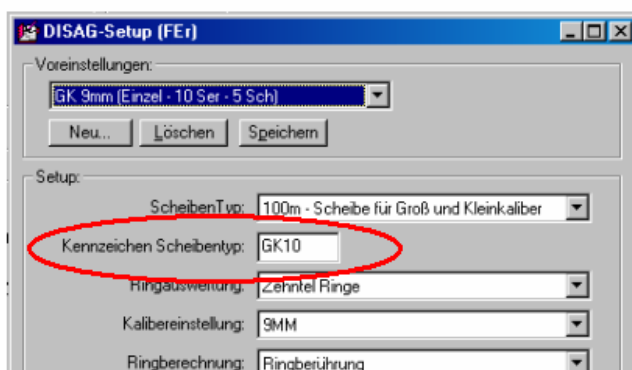 DISAG-Setup (FEr)
Voreinstellungen:
GK 9mm (Einzel - 10 Ser - 5 Sch)
Neu... Löschen Speichern
Setup:
ScheibenTyp: 100m - Scheibe für Groß und Kleinkaliber
Kennzeichen Scheibentyp: GK10
Ringauswertung: Zehntel Ringe
Kalibereinstellung: 9MM
Ringberechnung: Ringberührung